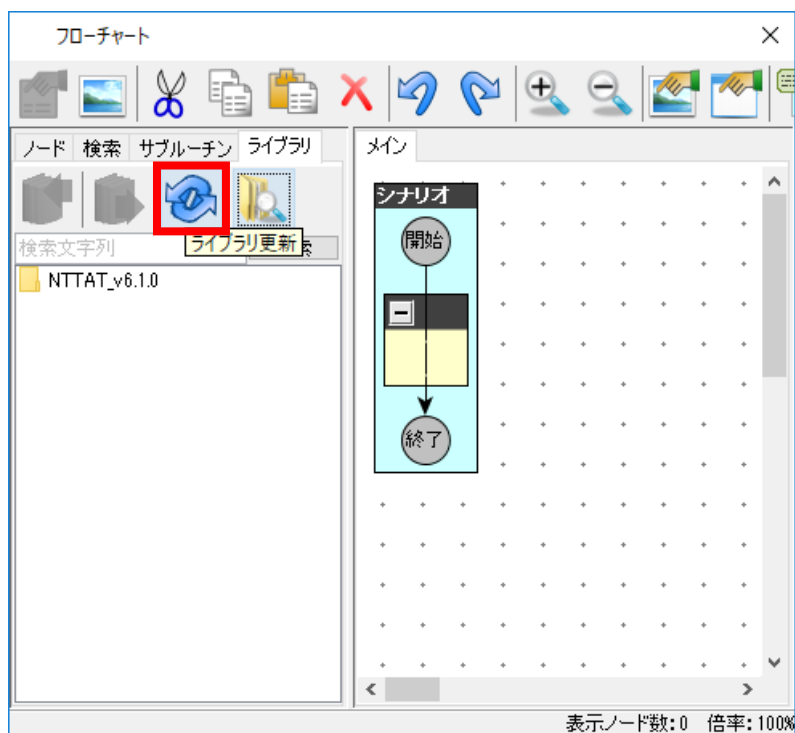 フローチャート
ノード 検索 サブルーチン ライブラリ
メイン
検索文字列
ライブラリ更新
NTTAT_v6.1.0
シナリオ
開始
終了
表示ノード数:0 倍率:100%